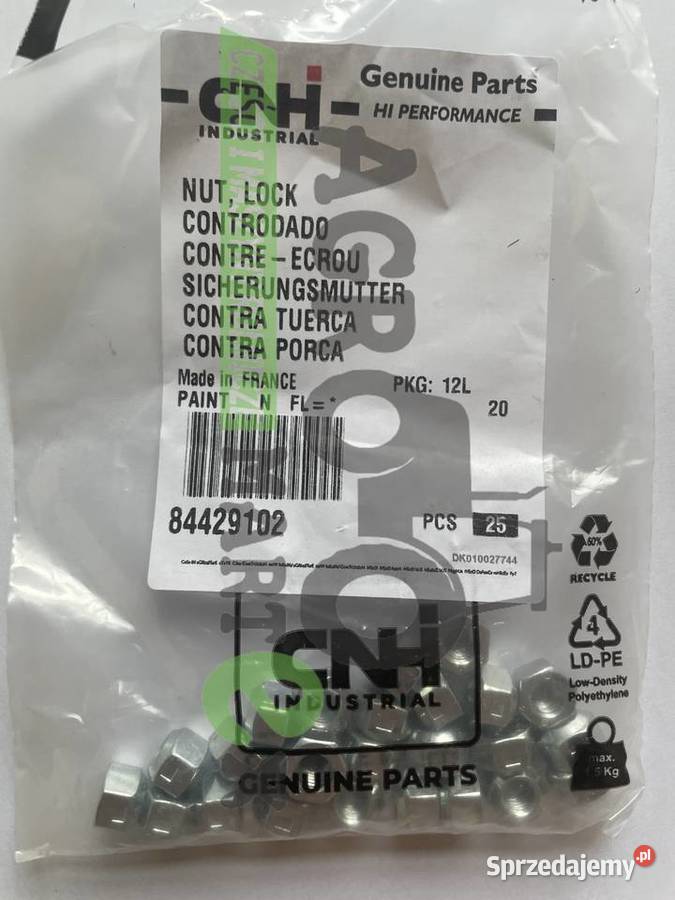 Genuine Parts
CNH
HI PERFORMANCE
INDUSTRIAL
NUT, LOCK
CONTRODADO
CONTRE-ECROU
SICHERUNGSMUTTER
CONTRA TUERCA
CONTRA PORCA
Made in FRANCE
PKG: 12L
PAINT N FL=*
20
84429102
PCS 25
DK010027744
60%
RECYCLE
4
LD-PE
Low-Density
Polyethylene
CNH
INDUSTRIAL
GENUINE PARTS
max.
Kg
AGRO
Sprzedajemy.pl